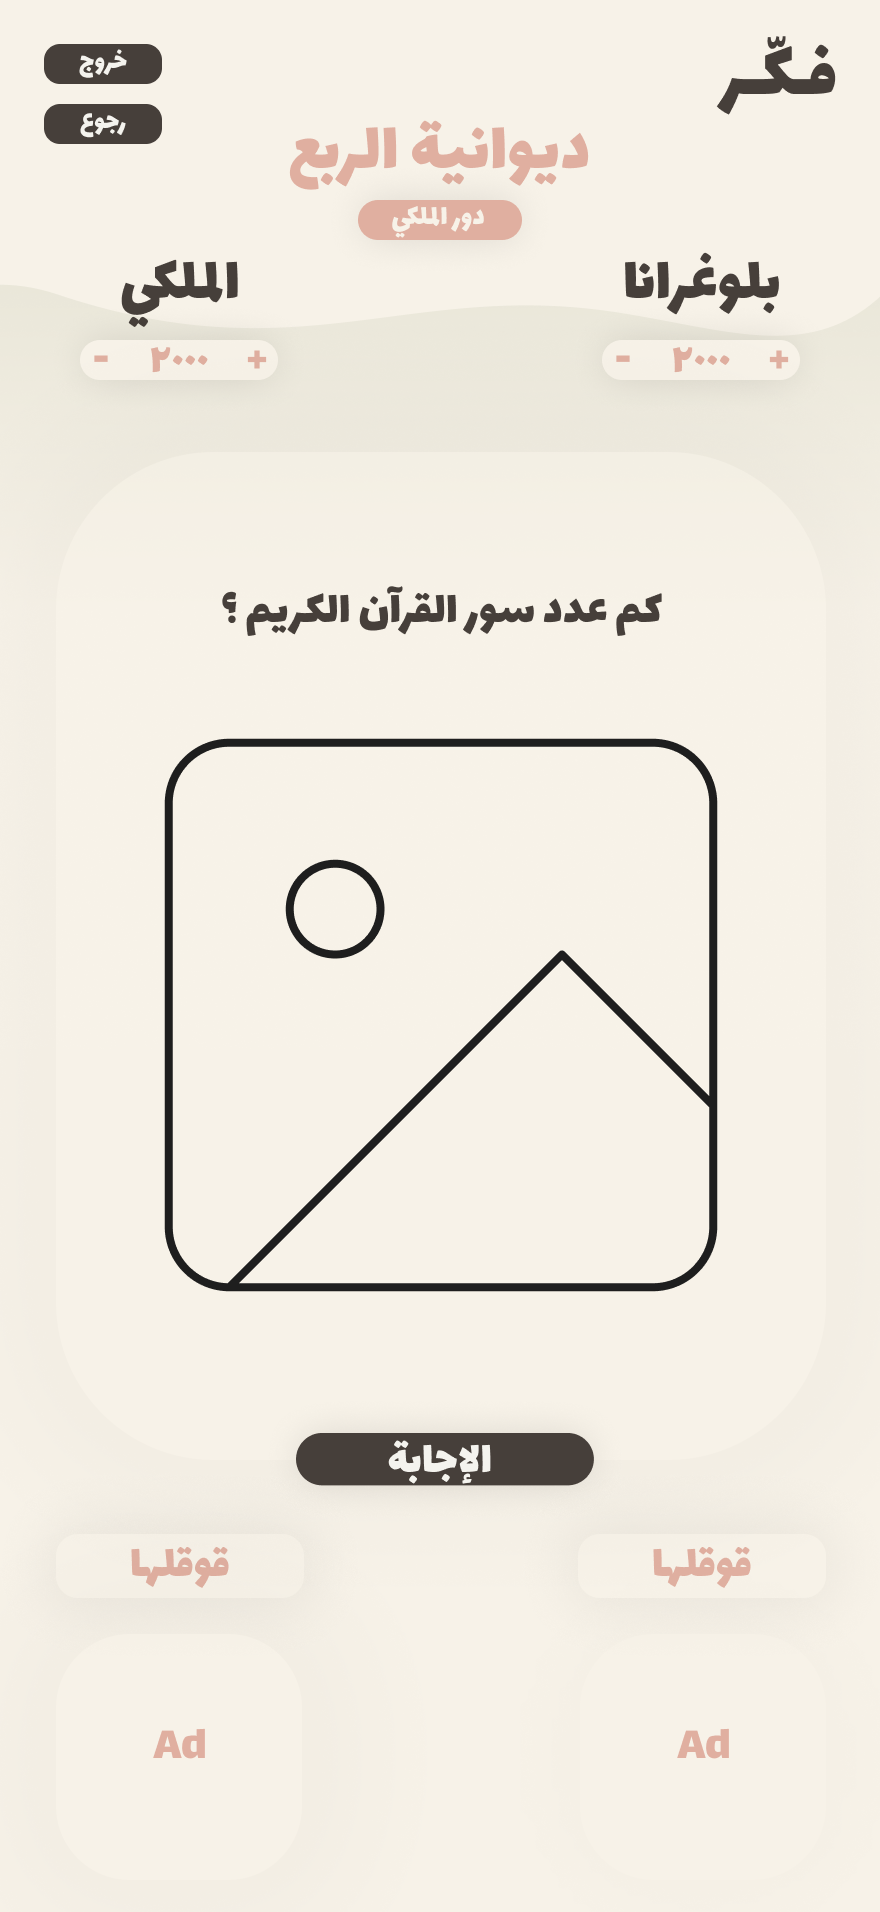 فكّر
خروج
رجوع
ديوانية الربع
دور الملكي
بلوغرانا
الملكي
+ ٢٠٠٠ -
+ ٢٠٠٠ -
كم عدد سور القرآن الكريم ؟
الإجابة
قوقلها
قوقلها
Ad
Ad